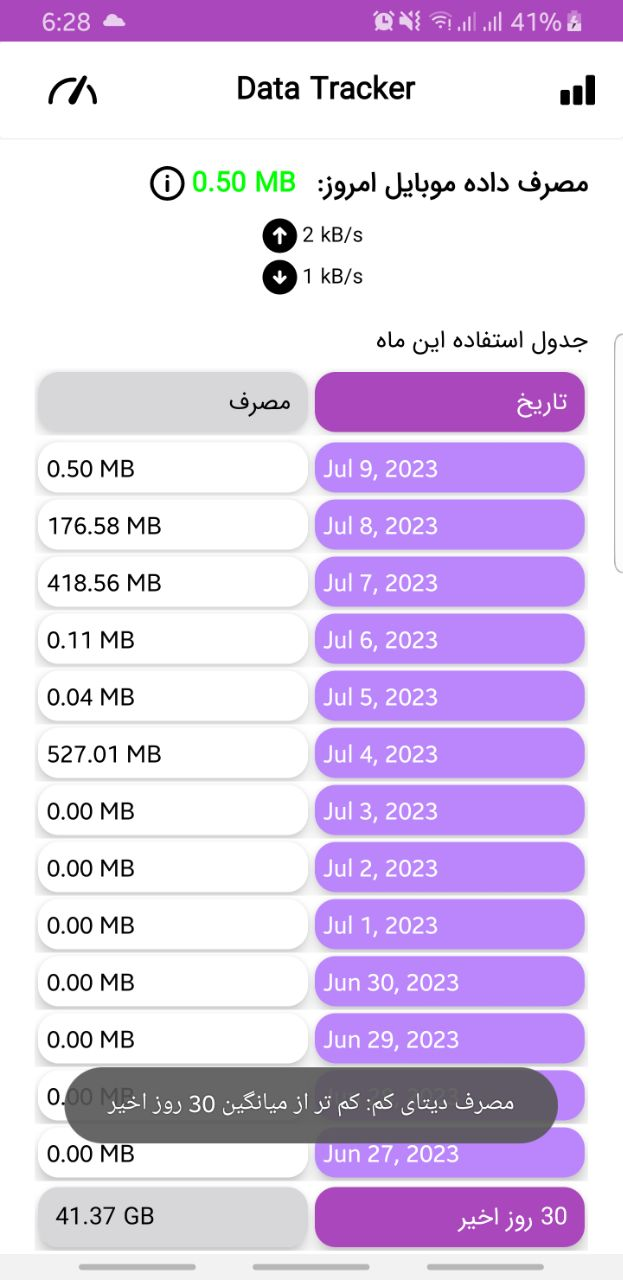 6:28 41%
Data Tracker
مصرف داده موبایل امروز: 0.50 MB
2 kB/s
1 kB/s
جدول استفاده این ماه
تاریخ مصرف
Jul 9, 2023 0.50 MB
Jul 8, 2023 176.58 MB
Jul 7, 2023 418.56 MB
Jul 6, 2023 0.11 MB
Jul 5, 2023 0.04 MB
Jul 4, 2023 527.01 MB
Jul 3, 2023 0.00 MB
Jul 2, 2023 0.00 MB
Jul 1, 2023 0.00 MB
Jun 30, 2023 0.00 MB
Jun 29, 2023 0.00 MB
مصرف دیتای کم: کم تر از میانگین 30 روز اخیر
Jun 27, 2023 0.00 MB
30 روز اخیر 41.37 GB